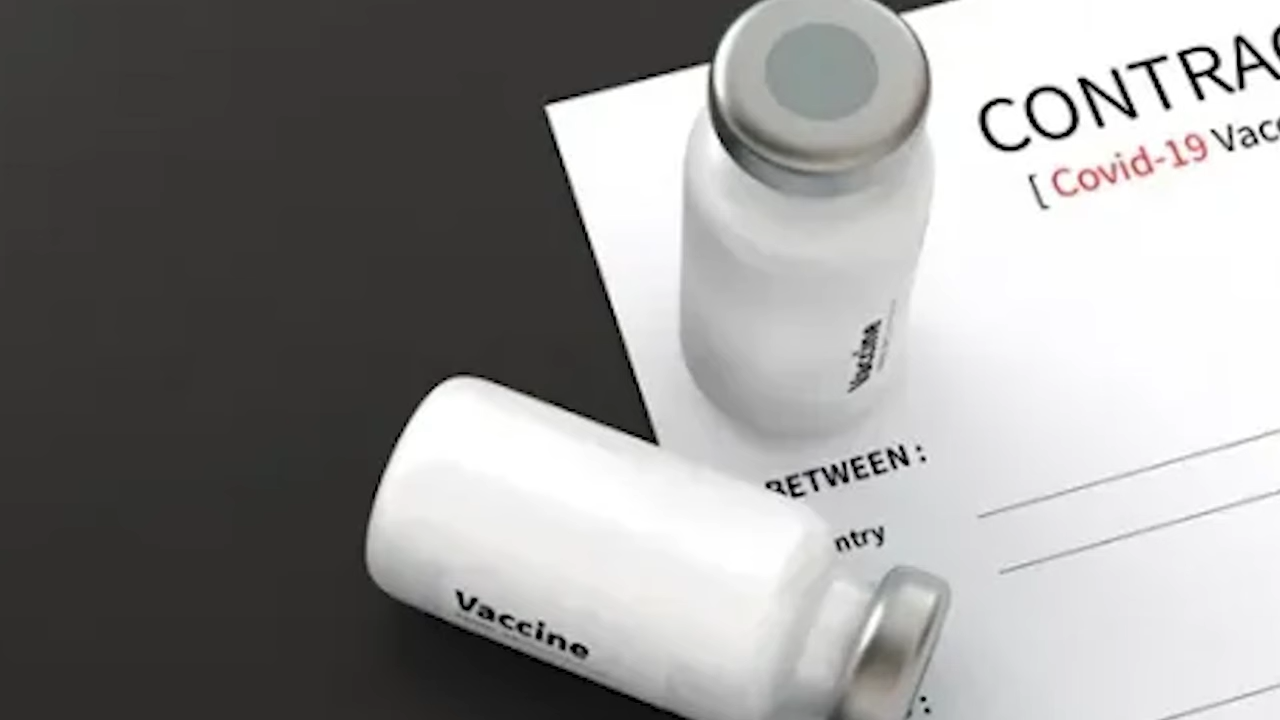 CONTRAC
[ Covid-19 Vacc
Vaccine
BETWEEN :
ntry
Vaccine
: